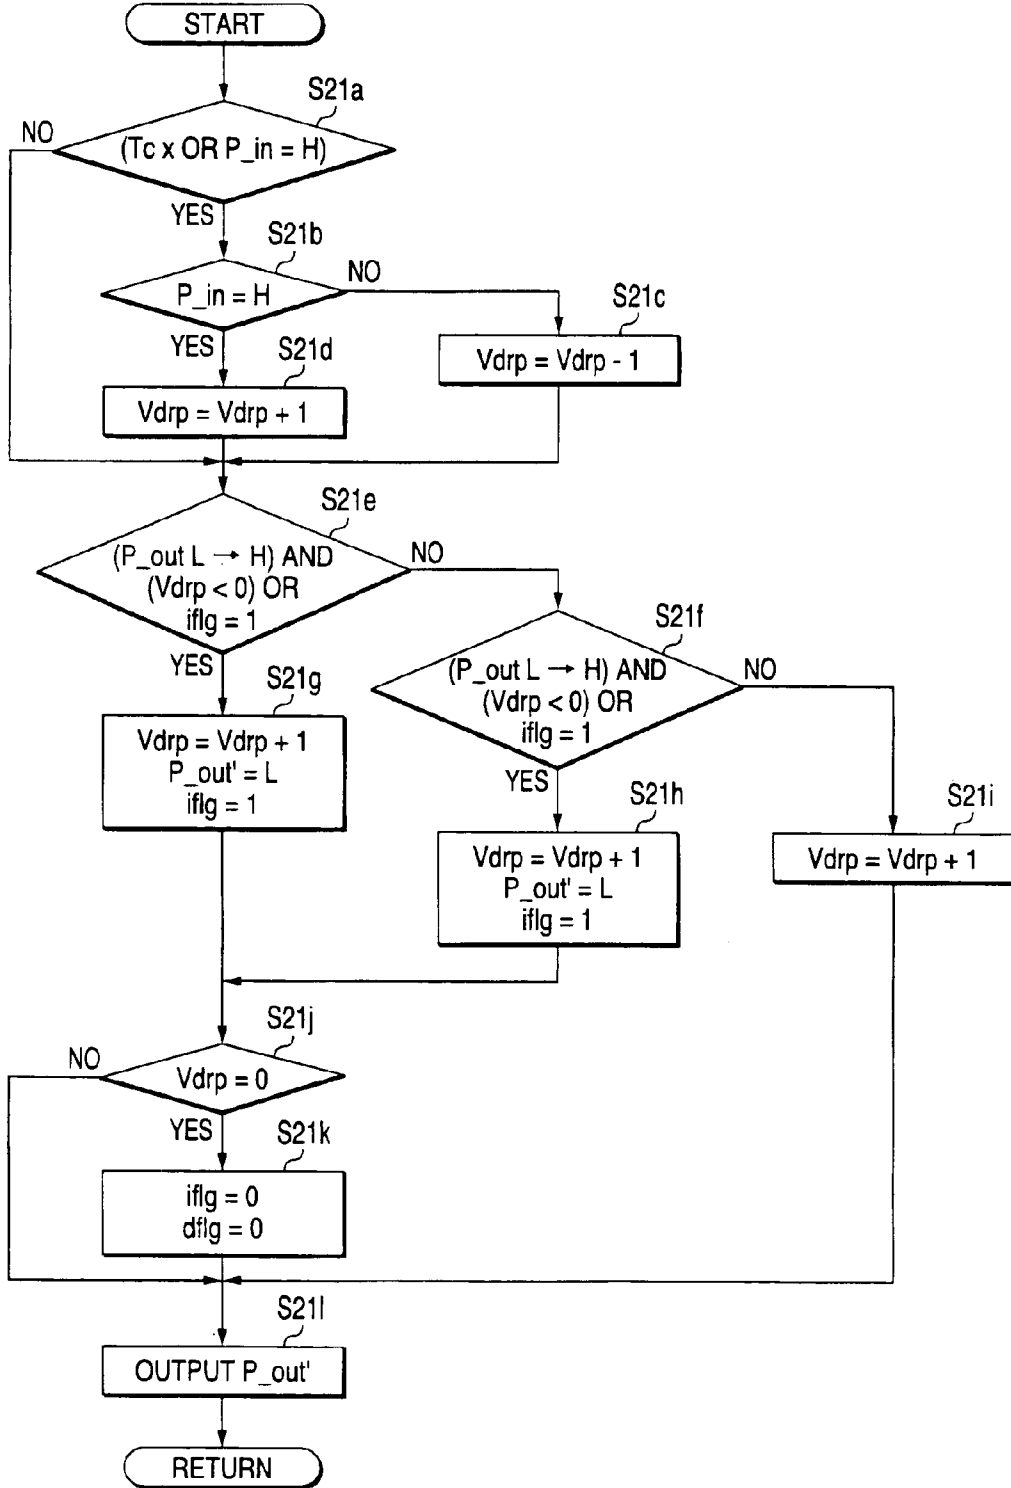 START
S21a
NO
(Tc x OR P_in = H)
YES
S21b
NO
P_in = H
YES
S21c
Vdrp = Vdrp - 1
S21d
Vdrp = Vdrp + 1
S21e
(P_out L → H) AND
(Vdrp < 0) OR
iflg = 1
NO
YES
S21f
(P_out L → H) AND
(Vdrp < 0) OR
iflg = 1
NO
YES
S21g
Vdrp = Vdrp + 1
P_out' = L
iflg = 1
S21h
Vdrp = Vdrp + 1
P_out' = L
iflg = 1
S21i
Vdrp = Vdrp + 1
S21j
NO
Vdrp = 0
YES
S21k
iflg = 0
dflg = 0
S21l
OUTPUT P_out'
RETURN